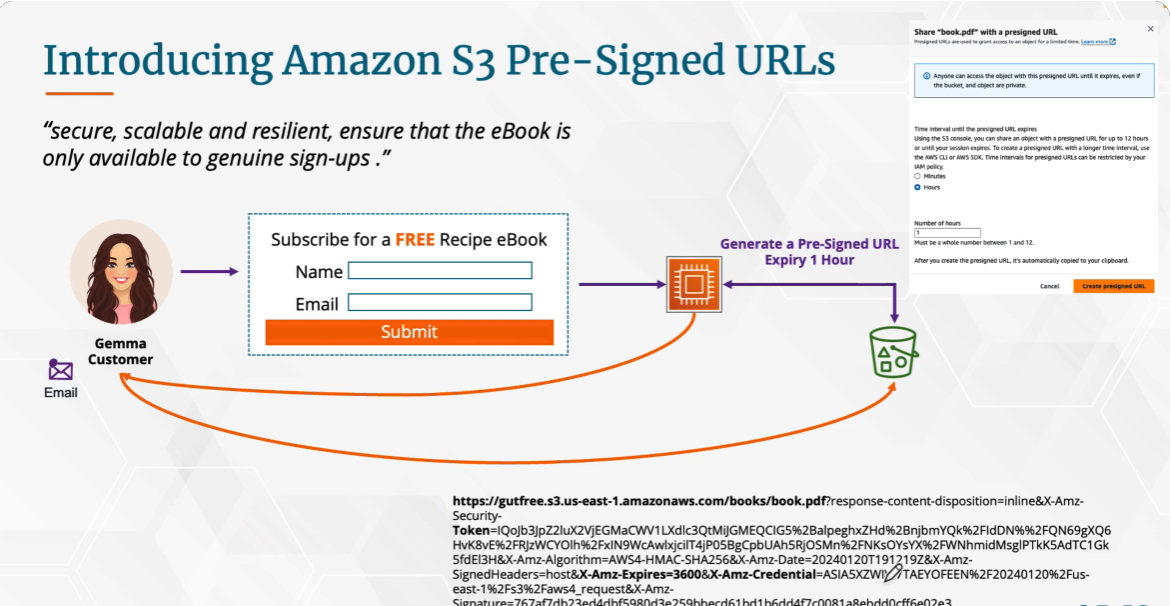 Introducing Amazon S3 Pre-Signed URLs
“secure, scalable and resilient, ensure that the eBook is
only available to genuine sign-ups .”
Share "book.pdf" with a presigned URL
Presigned URLs are used to grant access to an object for a limited time. Learn more
Anyone can access the object with this presigned URL until it expires, even if
the bucket, and object are private.
Time interval until the presigned URL expires
Using the S3 console, you can share an object with a presigned URL for up to 12 hours
or until your session expires. To create a presigned URL with a longer time interval, use
the AWS CLI or AWS SDK. Time intervals for presigned URLs can be restricted by your
IAM policy.
Minutes
Hours
Number of hours
1
Must be a whole number between 1 and 12.
After you create the presigned URL, it's automatically copied to your clipboard.
Cancel
Create presigned URL
Subscribe for a FREE Recipe eBook
Name
Email
Submit
Generate a Pre-Signed URL
Expiry 1 Hour
Gemma
Customer
Email
https://gutfree.s3.us-east-1.amazonaws.com/books/book.pdf?response-content-disposition=inline&X-Amz-
Security-
Token=IQoJb3JpZ2luX2VjEGMaCWV1LXdlc3QtMiJGMEQCIG5%2BalpeghxZHd%2BnjbmYQk%2FIdDN%%2FQN69gXQ6
HvK8vE%2FRJzWCYOlh%2FxIN9WcAwIxjcilT4jP05BgCpbUAh5RjOSMn%2FNKsOYsYX%2FWNhmidMsglPTkK5AdTC1Gk
5fdEl3H&X-Amz-Algorithm=AWS4-HMAC-SHA256&X-Amz-Date=20240120T191219Z&X-Amz-
SignedHeaders=host&X-Amz-Expires=3600&X-Amz-Credential=ASIA5XZWI TAEYOFEEN%2F20240120%2Fus-
east-1%2Fs3%2Faws4_request&X-Amz-
Signature=767af7db23ed4dbf5980d3e259bbecd61bd1b6dd4f7c0081a8ebdd0cff6e02e3